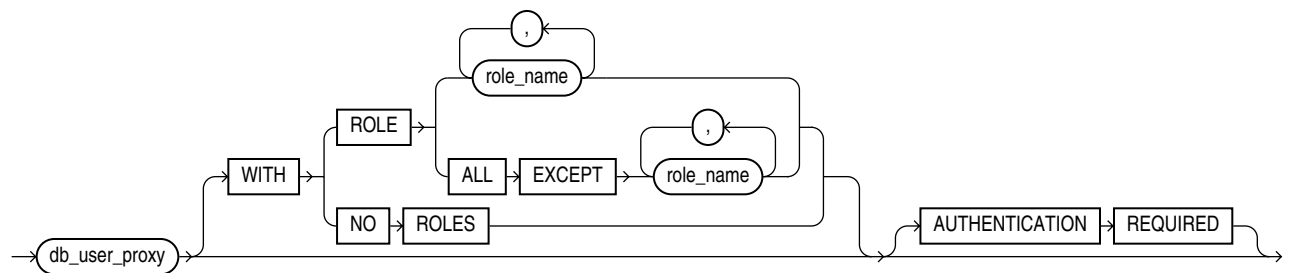 ,
role_name
ROLE
,
WITH
ALL EXCEPT role_name
NO ROLES
AUTHENTICATION REQUIRED
db_user_proxy